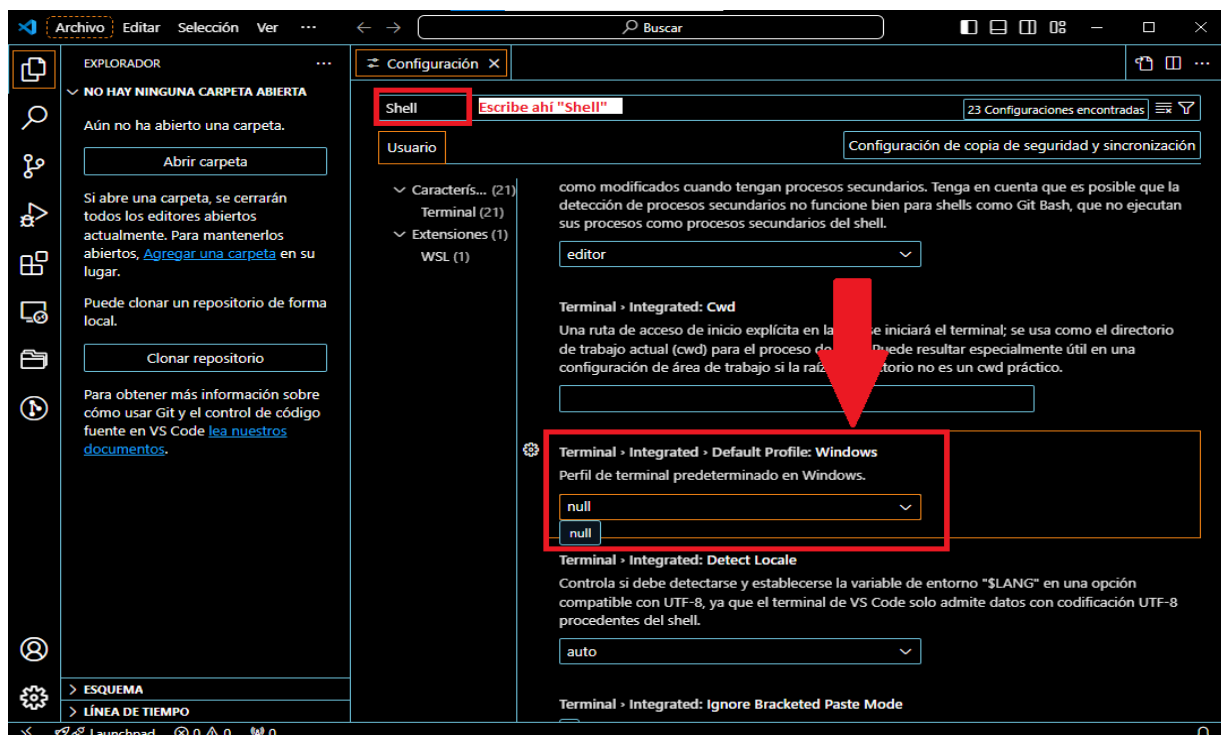 Archivo Editar Selección Ver ···
Buscar
EXPLORADOR ···
NO HAY NINGUNA CARPETA ABIERTA
Aún no ha abierto una carpeta.
Abrir carpeta
Si abre una carpeta, se cerrarán
todos los editores abiertos
actualmente. Para mantenerlos
abiertos, Agregar una carpeta en su
lugar.
Puede clonar un repositorio de forma
local.
Clonar repositorio
Para obtener más información sobre
cómo usar Git y el control de código
fuente en VS Code lea nuestros
documentos.
ESQUEMA
LÍNEA DE TIEMPO
Configuración
Shell
Escribe ahí "Shell"
23 Configuraciones encontradas
Usuario
Configuración de copia de seguridad y sincronización
Caracterís... (21)
Terminal (21)
Extensiones (1)
WSL (1)
como modificados cuando tengan procesos secundarios. Tenga en cuenta que es posible que la
detección de procesos secundarios no funcione bien para shells como Git Bash, que no ejecutan
sus procesos como procesos secundarios del shell.
editor
Terminal › Integrated: Cwd
Una ruta de acceso de inicio explícita en la se iniciará el terminal; se usa como el directorio
de trabajo actual (cwd) para el proceso de Puede resultar especialmente útil en una
configuración de área de trabajo si la raíz no es un cwd práctico.
Terminal › Integrated › Default Profile: Windows
Perfil de terminal predeterminado en Windows.
null
null
Terminal › Integrated: Detect Locale
Controla si debe detectarse y establecerse la variable de entorno "$LANG" en una opción
compatible con UTF-8, ya que el terminal de VS Code solo admite datos con codificación UTF-8
procedentes del shell.
auto
Terminal › Integrated: Ignore Bracketed Paste Mode
Launchpad 0 0 0